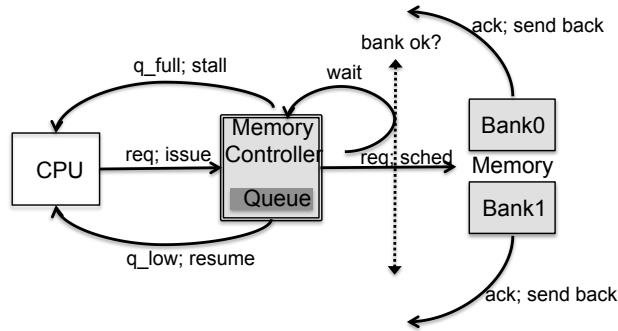 ack; send back
bank ok?
q_full; stall
wait
Memory
Controller
Queue
CPU
req; issue
req; sched
Bank0
Memory
Bank1
q_low; resume
ack; send back